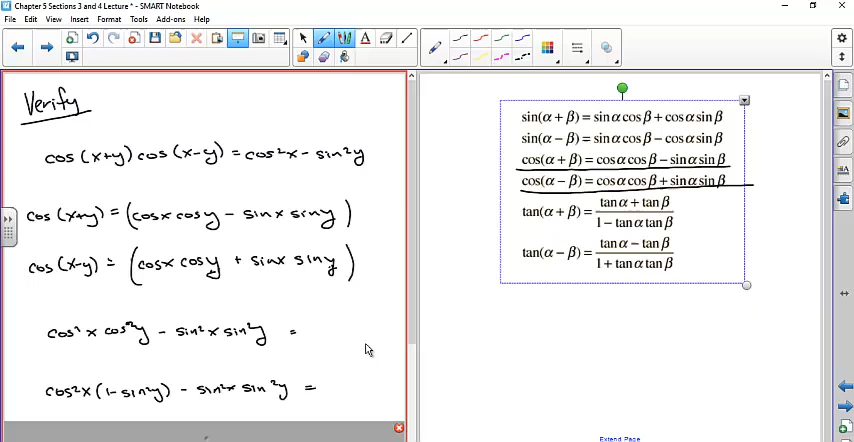 Chapter 5 Sections 3 and 4 Lecture * - SMART Notebook
File Edit View Insert Format Tools Add-ons Help
Verify
cos(x+y) cos(x-y) = cos²x - sin²y
cos(x+y) = (cosx cosy - sinx siny)
cos(x-y) = (cosx cosy + sinx siny)
cos²x cos²y - sin²x sin²y =
cos²x (1-sin²y) - sin²x sin²y =
sin(α + β) = sin α cos β + cos α sin β
sin(α − β) = sin α cos β − cos α sin β
cos(α + β) = cos α cos β − sin α sin β
cos(α − β) = cos α cos β + sin α sin β
tan(α + β) = (tan α + tan β) / (1 − tan α tan β)
tan(α − β) = (tan α − tan β) / (1 + tan α tan β)
Extend Page